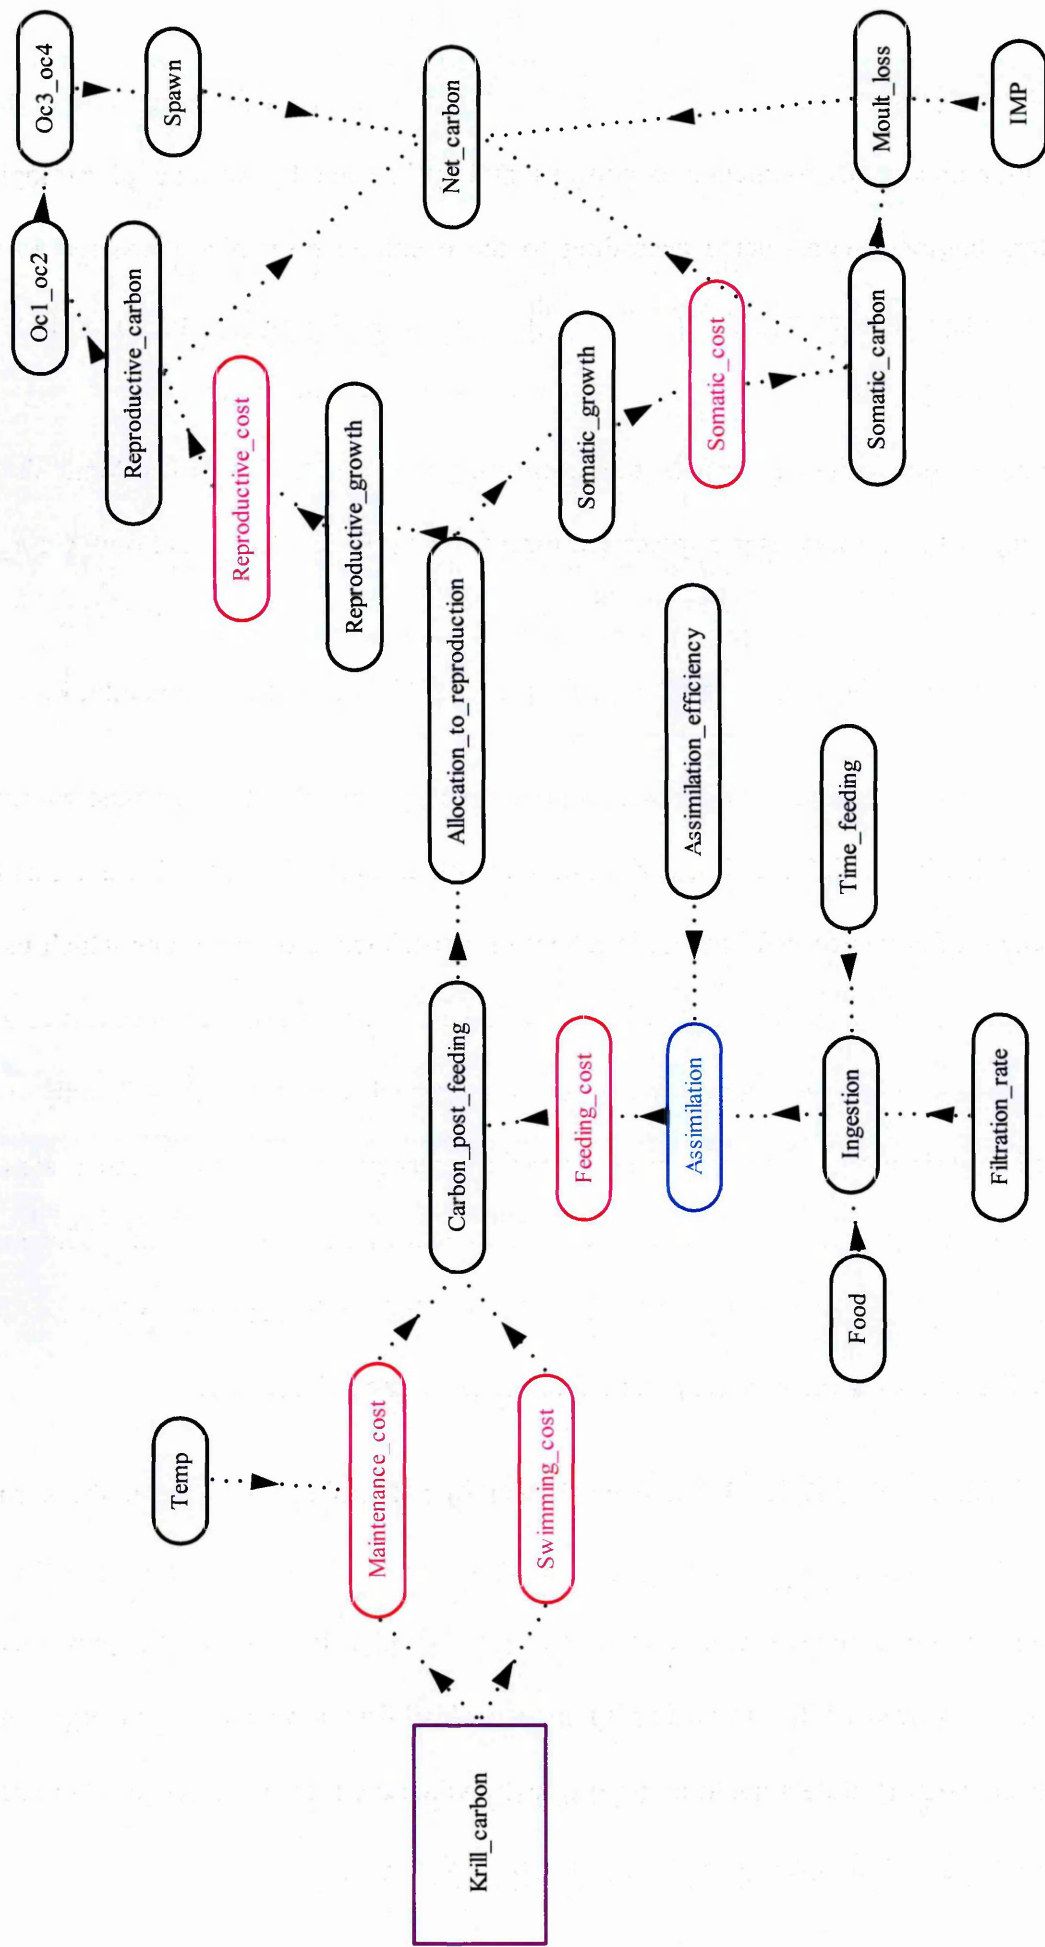 Krill_carbon
Temp
Maintenance_cost
Swimming_cost
Food
Carbon_post_feeding
Feeding_cost
Assimilation
Ingestion
Filtration_rate
Time_feeding
Assimilation_efficiency
Allocation_to_reproduction
Reproductive_growth
Reproductive_cost
Reproductive_carbon
Oc1_oc2
Oc3_oc4
Spawn
Net_carbon
Somatic_growth
Somatic_cost
Somatic_carbon
Moult_loss
IMP